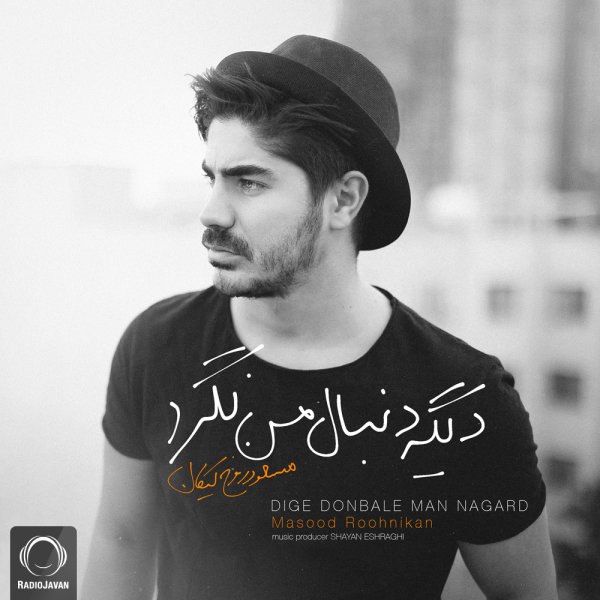 دیگه دنبال من نگرد
مسعود روح نیکان
DIGE DONBALE MAN NAGARD
Masood Roohnikan
music producer SHAYAN ESHRAGHI
RADIOJAVAN